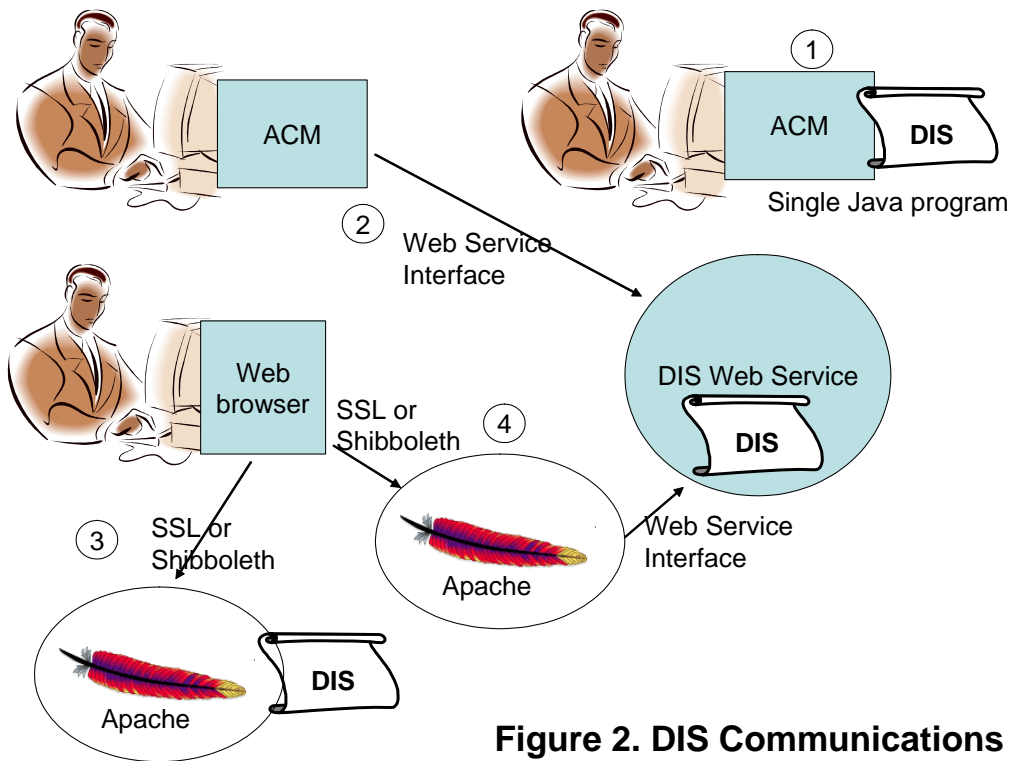 1
ACM
ACM
DIS
Single Java program
2
Web Service
Interface
DIS Web Service
DIS
Web
browser
SSL or
Shibboleth
4
Web Service
Interface
3
SSL or
Shibboleth
Apache
DIS
Apache
Figure 2. DIS Communications